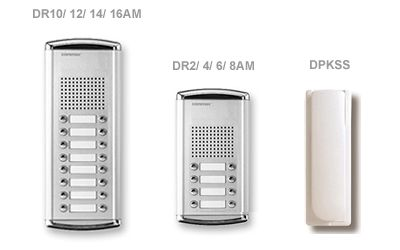 DR10/ 12/ 14/ 16AM
DR2/ 4/ 6/ 8AM
DPKSS